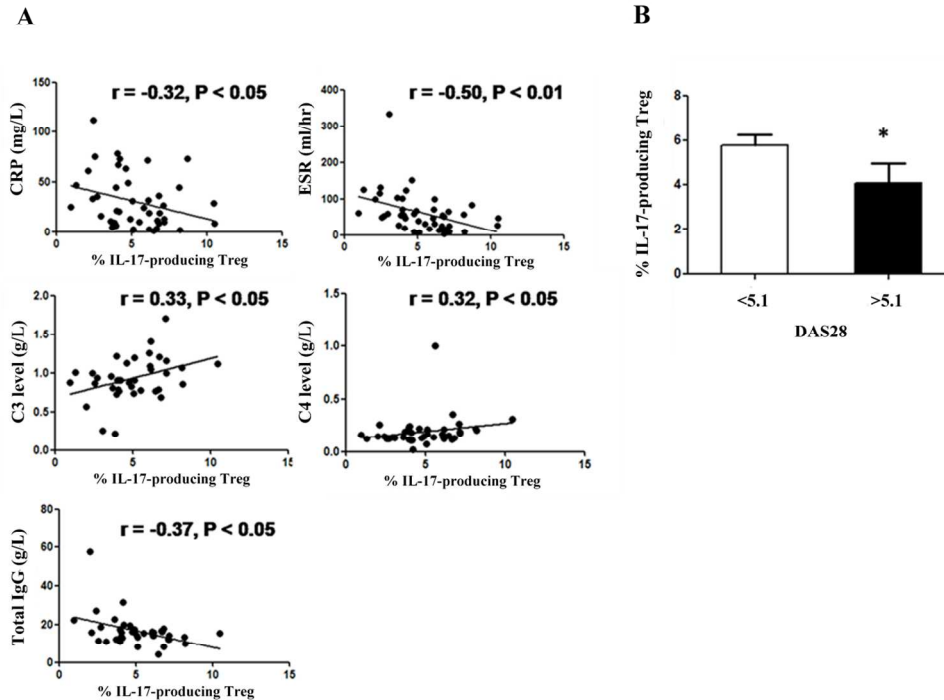 A
B
r = -0.32, P < 0.05
CRP (mg/L)
150
100
50
0
0 5 10 15
% IL-17-producing Treg
r = -0.50, P < 0.01
ESR (ml/hr)
400
300
200
100
0
0 5 10 15
% IL-17-producing Treg
r = 0.33, P < 0.05
C3 level (g/L)
2.0
1.5
1.0
0.5
0.0
0 5 10 15
% IL-17-producing Treg
r = 0.32, P < 0.05
C4 level (g/L)
1.5
1.0
0.5
0.0
0 5 10 15
% IL-17-producing Treg
r = -0.37, P < 0.05
Total IgG (g/L)
80
60
40
20
0
0 5 10 15
% IL-17-producing Treg
% IL-17-producing Treg
8
6
4
2
0
*
<5.1 >5.1
DAS28